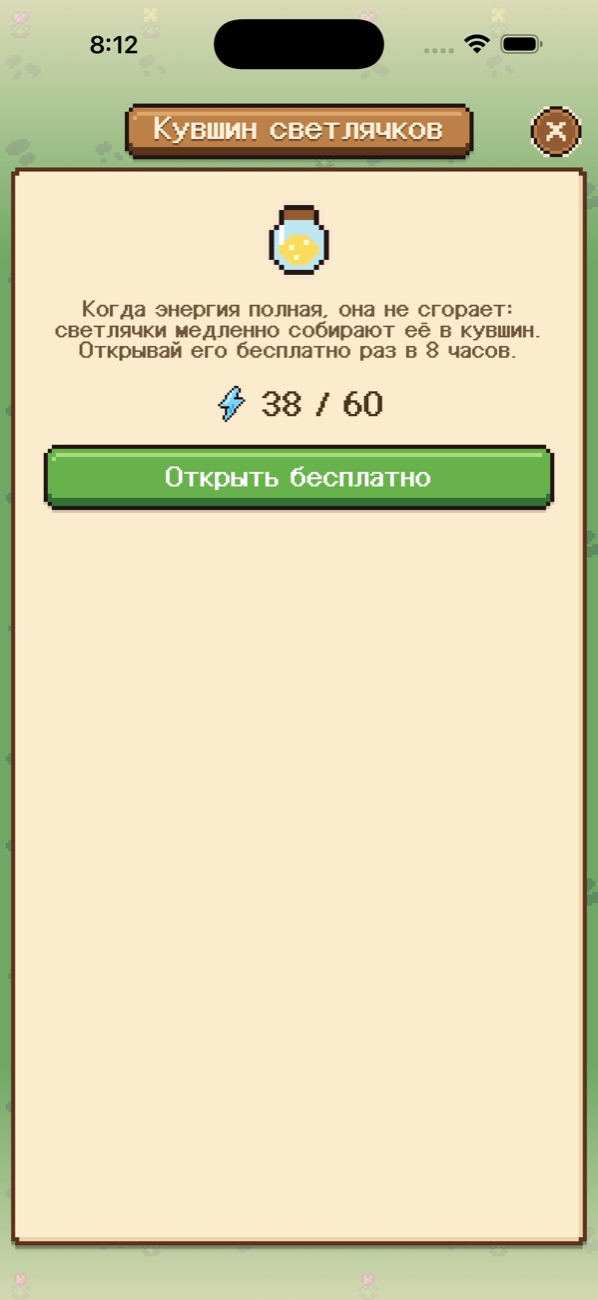 8:12
Кувшин светлячков
Когда энергия полная, она не сгорает:
светлячки медленно собирают её в кувшин.
Открывай его бесплатно раз в 8 часов.
38 / 60
Открыть бесплатно